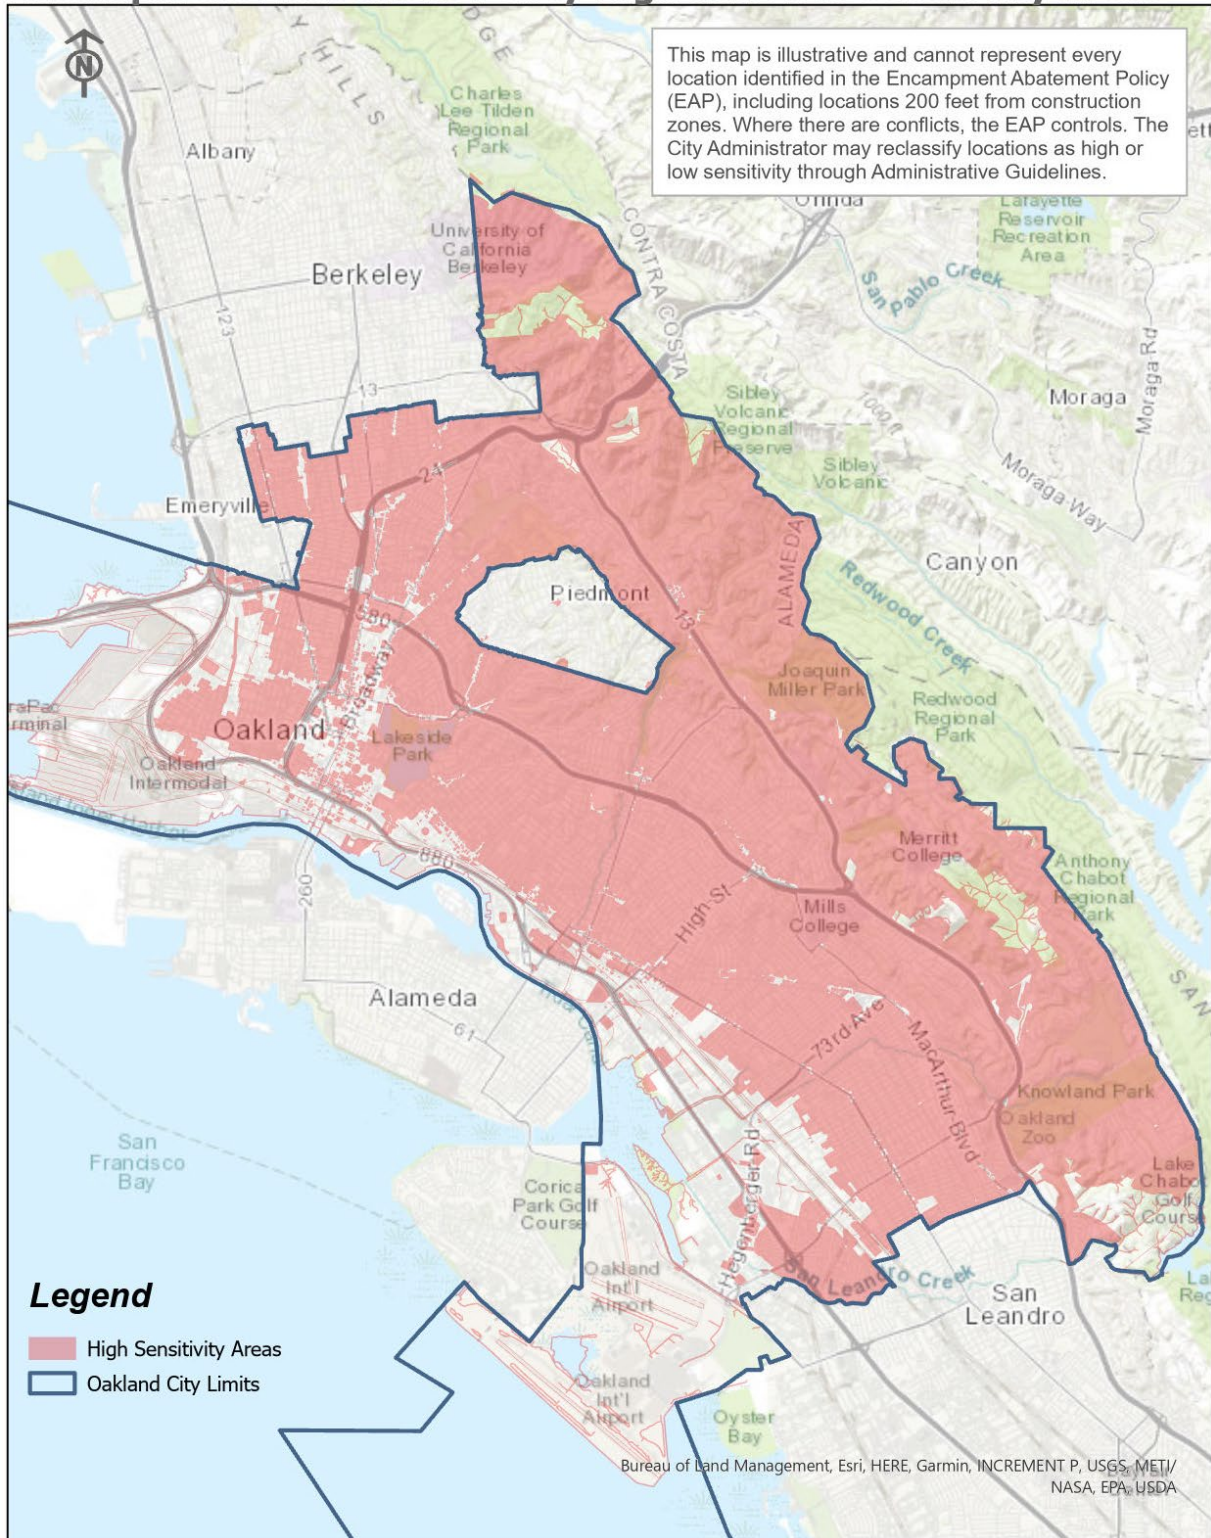 This map is illustrative and cannot represent every
location identified in the Encampment Abatement Policy
(EAP), including locations 200 feet from construction
zones. Where there are conflicts, the EAP controls. The
City Administrator may reclassify locations as high or
low sensitivity through Administrative Guidelines.
N
HILLS
Charles
Lee Tilden
Regional
Park
Albany
Orinda
Lafayette
Reservoir
Recreation
Area
University of
California
Berkeley
Berkeley
CONTRA COSTA
San Pablo Creek
123
13
Moraga Rd
Moraga
Sibley
Volcanic
Regional
Preserve
1000 ft
Sibley
Volcanic
Moraga Way
24
Emeryville
ALAMEDA
Canyon
Redwood Creek
Piedmont
580
13
Joaquin
Miller Park
Redwood
Regional
Park
Broadway
Oakland
Lakeside
Park
Oakland
Intermodal
Merritt
College
Anthony
Chabot
Regional
Park
880
260
High St
Mills
College
SAN
Alameda
61
73rd Ave
MacArthur Blvd
Knowland Park
Oakland
Zoo
San
Francisco
Bay
Hegenberger Rd
Lake
Chabot
Golf
Course
Corica
Park Golf
Course
Oakland
Int'l
Airport
San Leandro Creek
San
Leandro
Legend
High Sensitivity Areas
Oakland City Limits
Oakland
Int'l
Airport
Oyster
Bay
Bureau of Land Management, Esri, HERE, Garmin, INCREMENT P, USGS, METI/
NASA, EPA, USDA